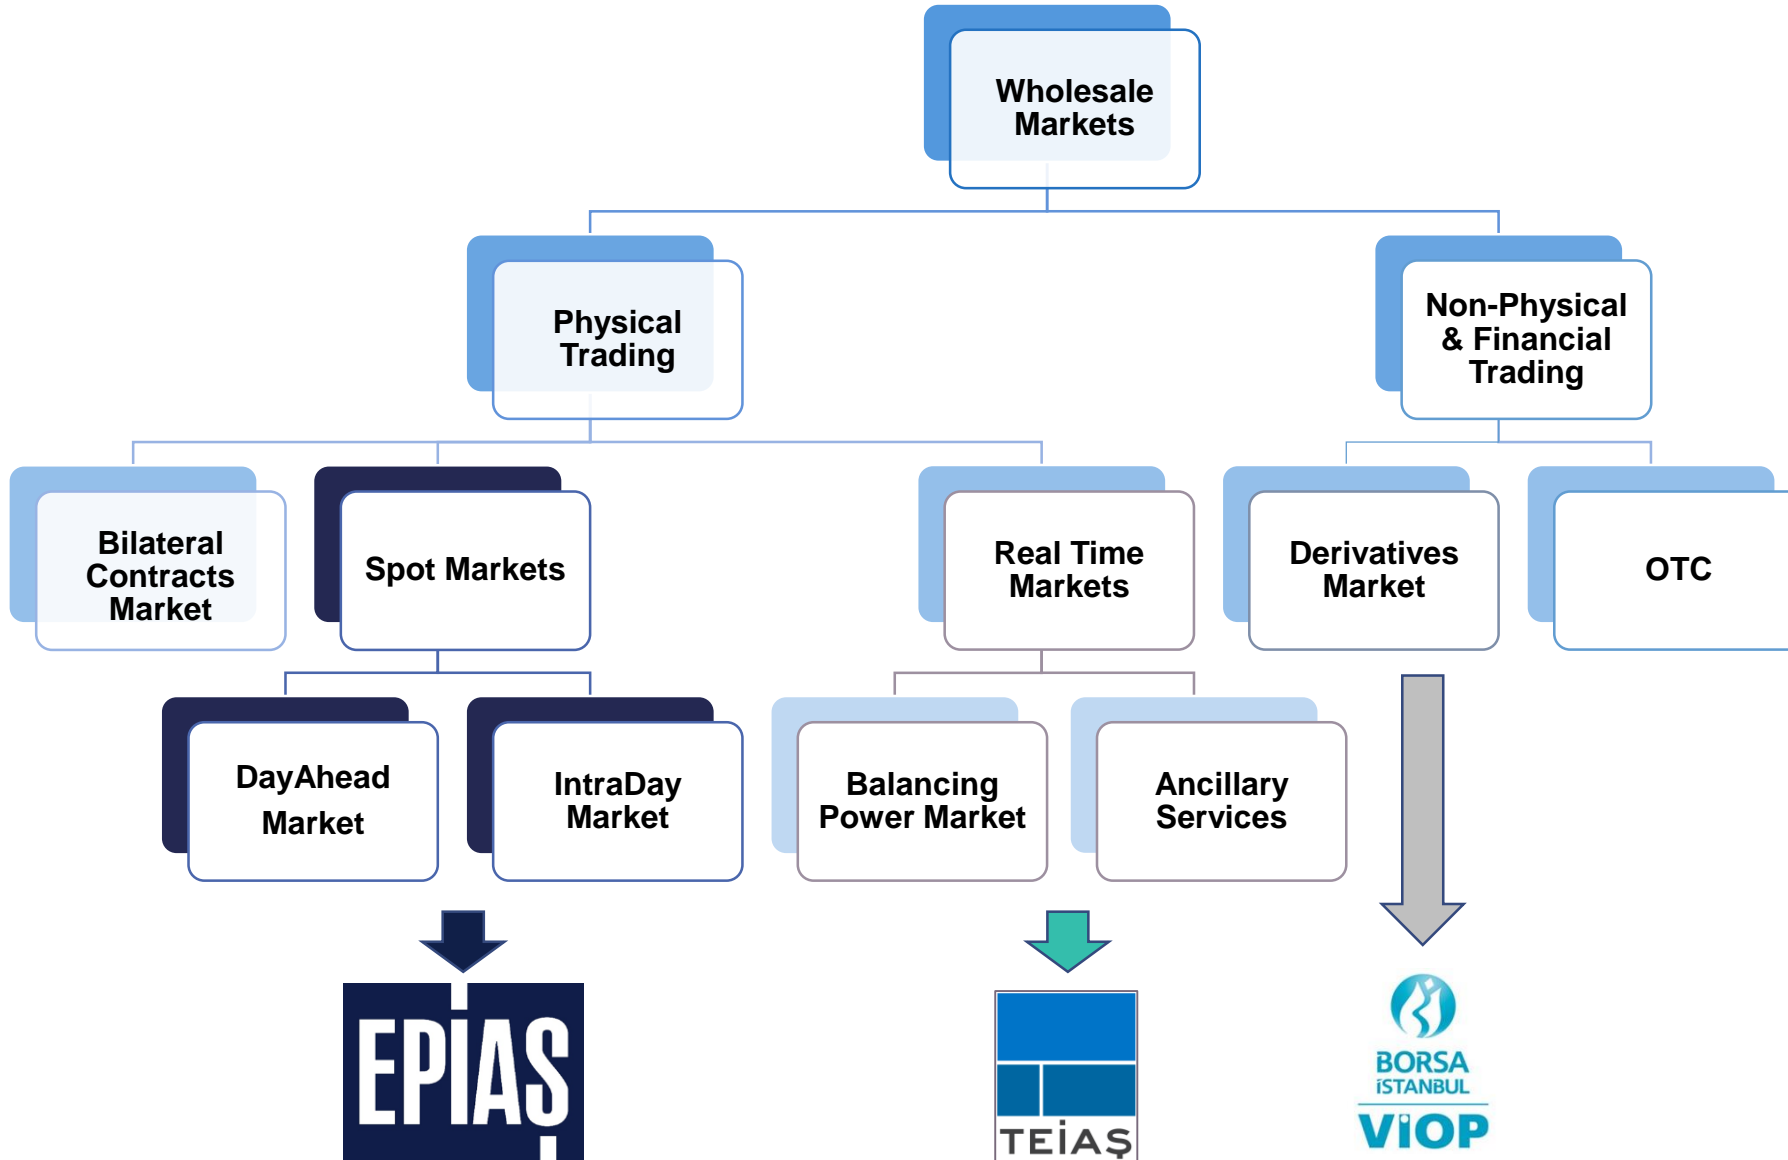 Wholesale
Markets
Physical
Trading
Non-Physical
& Financial
Trading
Bilateral
Contracts
Market
Spot Markets
Real Time
Markets
Derivatives
Market
OTC
DayAhead
Market
IntraDay
Market
Balancing
Power Market
Ancillary
Services
EPİAŞ
TEİAŞ
BORSA
İSTANBUL
VİOP